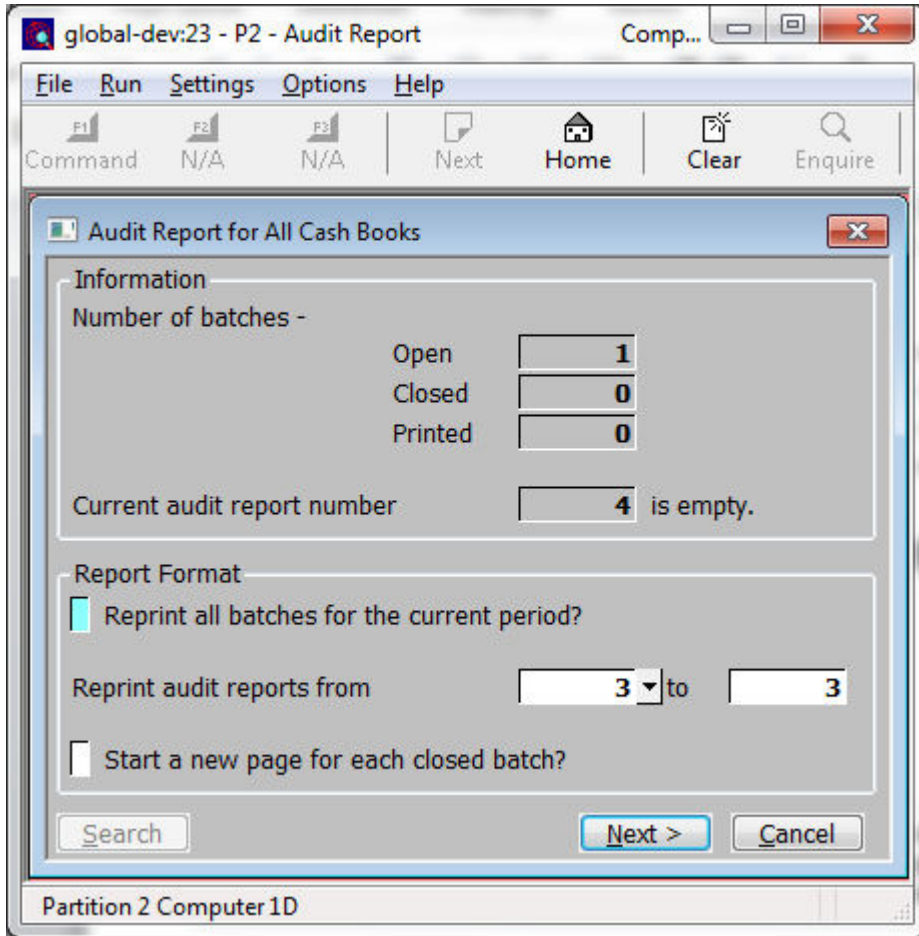 global-dev:23 - P2 - Audit Report Comp...
File Run Settings Options Help
F1 F2 F3
Command N/A N/A Next Home Clear Enquire
Audit Report for All Cash Books
Information
Number of batches -
Open 1
Closed 0
Printed 0
Current audit report number 4 is empty.
Report Format
Reprint all batches for the current period?
Reprint audit reports from 3 to 3
Start a new page for each closed batch?
Search Next > Cancel
Partition 2 Computer 1D